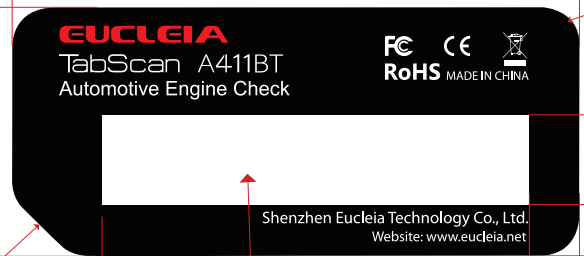 EUCLEIA
TabScan A411BT
Automotive Engine Check
FC CE
RoHS MADE IN CHINA
Shenzhen Eucleia Technology Co., Ltd.
Website: www.eucleia.net